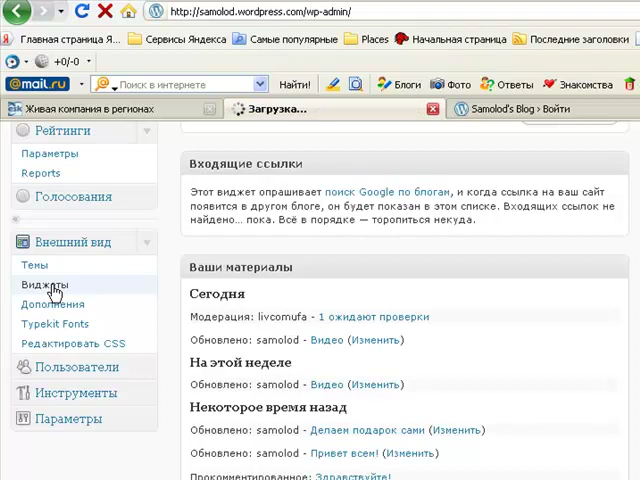 http://samolod.wordpress.com/wp-admin/
Главная страница Я... Сервисы Яндекса Самые популярные Places Начальная страница Последние заголовки
+0/-0
@mail.ru Поиск в интернете Найти! Блоги Фото Ответы Знакомства
Живая компания в регионах Загрузка... Samolod's Blog › Войти
Рейтинги
Параметры
Reports
Голосования
Внешний вид
Темы
Виджеты
Дополнения
Typekit Fonts
Редактировать CSS
Пользователи
Инструменты
Параметры
Входящие ссылки
Этот виджет опрашивает поиск Google по блогам, и когда ссылка на ваш сайт
появится в другом блоге, он будет показан в этом списке. Входящих ссылок не
найдено… пока. Всё в порядке — торопиться некуда.
Ваши материалы
Сегодня
Модерация: livcomufa - 1 ожидают проверки
Обновлено: samolod - Видео (Изменить)
На этой неделе
Обновлено: samolod - Видео (Изменить)
Некоторое время назад
Обновлено: samolod - Делаем подарок сами (Изменить)
Обновлено: samolod - Привет всем! (Изменить)
Прокомментированное: Здравствуйте!